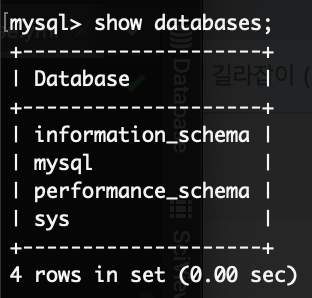 [mysql> show databases;
+--------------------+
| Database           |
+--------------------+
| information_schema |
| mysql              |
| performance_schema |
| sys                |
+--------------------+
4 rows in set (0.00 sec)
Database
길라잡이 (
SciView